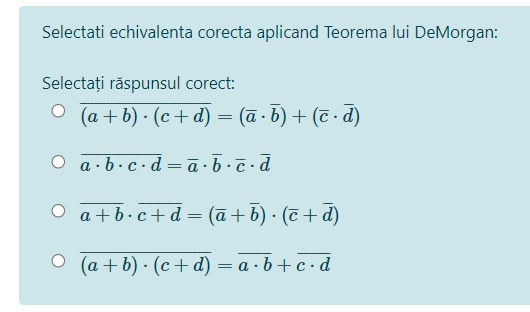 Selectati echivalenta corecta aplicand Teorema lui DeMorgan:
Selectați răspunsul corect:
$\overline{(a+b)\cdot(c+d)} = (\bar{a}\cdot\bar{b})+(\bar{c}\cdot\bar{d})$
$\overline{a\cdot b\cdot c\cdot d} = \bar{a}\cdot\bar{b}\cdot\bar{c}\cdot\bar{d}$
$\overline{a+b}\cdot\overline{c+d} = (\bar{a}+\bar{b})\cdot(\bar{c}+\bar{d})$
$\overline{(a+b)\cdot(c+d)} = \overline{a\cdot b}+\overline{c\cdot d}$